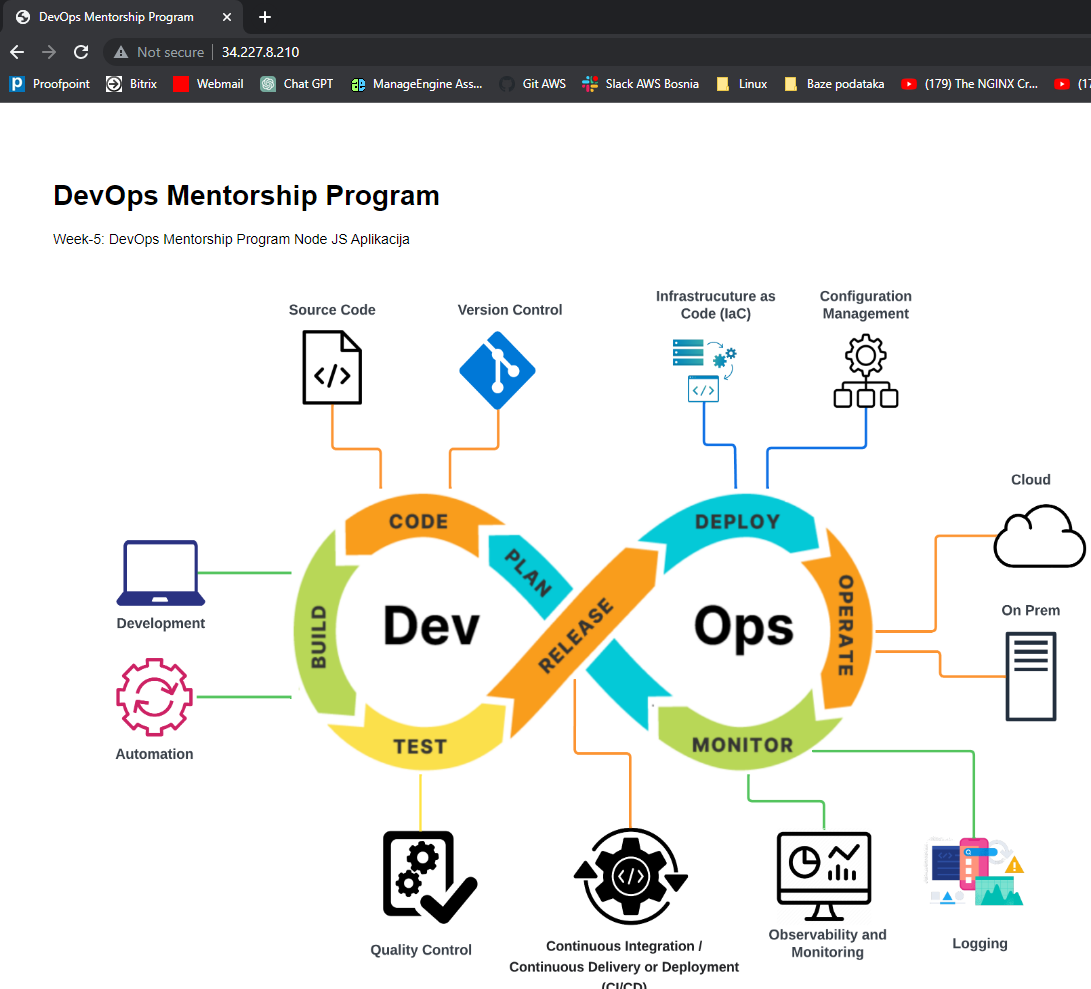 DevOps Mentorship Program
Not secure
34.227.8.210
Proofpoint
Bitrix
Webmail
Chat GPT
ManageEngine Ass...
Git AWS
Slack AWS Bosnia
Linux
Baze podataka
(179) The NGINX Cr...
(17
DevOps Mentorship Program
Week-5: DevOps Mentorship Program Node JS Aplikacija
Source Code
Version Control
Infrastrucuture as
Code (IaC)
Configuration
Management
CODE
DEPLOY
Cloud
PLAN
Development
BUILD
Dev
RELEASE
Ops
OPERATE
On Prem
Automation
TEST
MONITOR
Quality Control
Continuous Integration /
Continuous Delivery or Deployment
(CI/CD)
Observability and
Monitoring
Logging